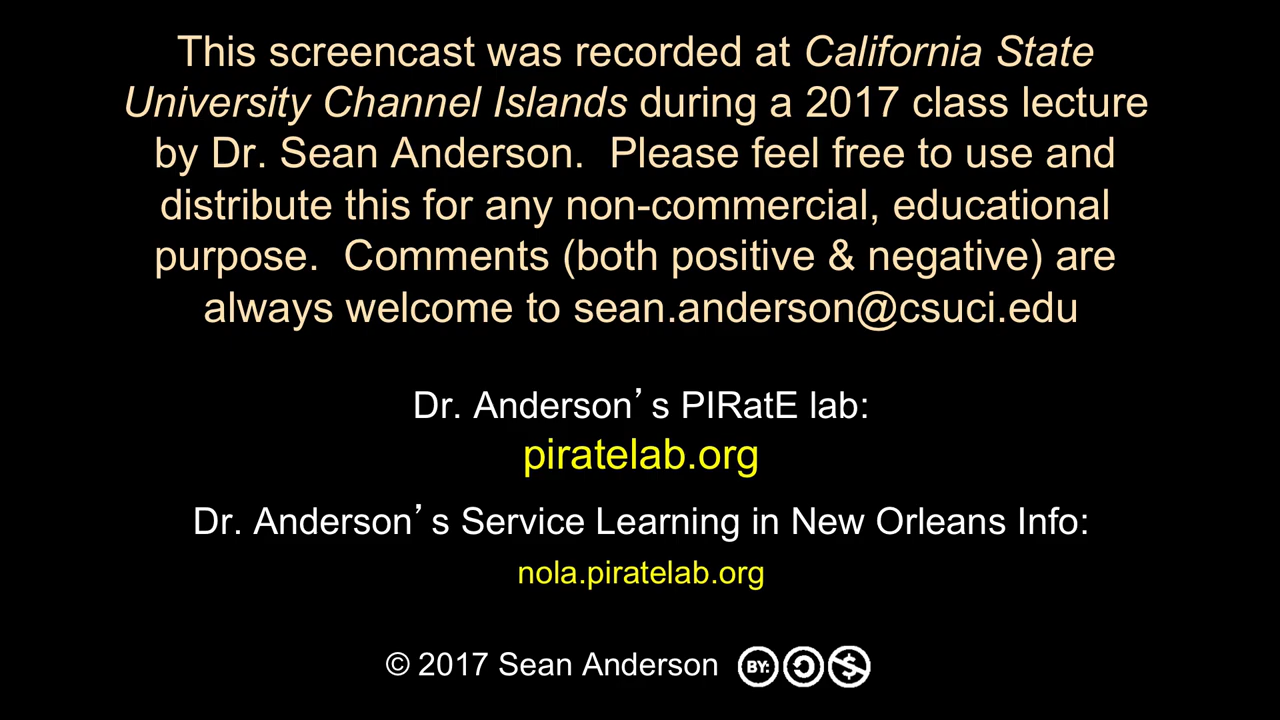 This screencast was recorded at California State
University Channel Islands during a 2017 class lecture
by Dr. Sean Anderson.  Please feel free to use and
distribute this for any non-commercial, educational
purpose.  Comments (both positive & negative) are
always welcome to sean.anderson@csuci.edu
Dr. Anderson’s PIRatE lab:
piratelab.org
Dr. Anderson’s Service Learning in New Orleans Info:
nola.piratelab.org
© 2017 Sean Anderson BY: $